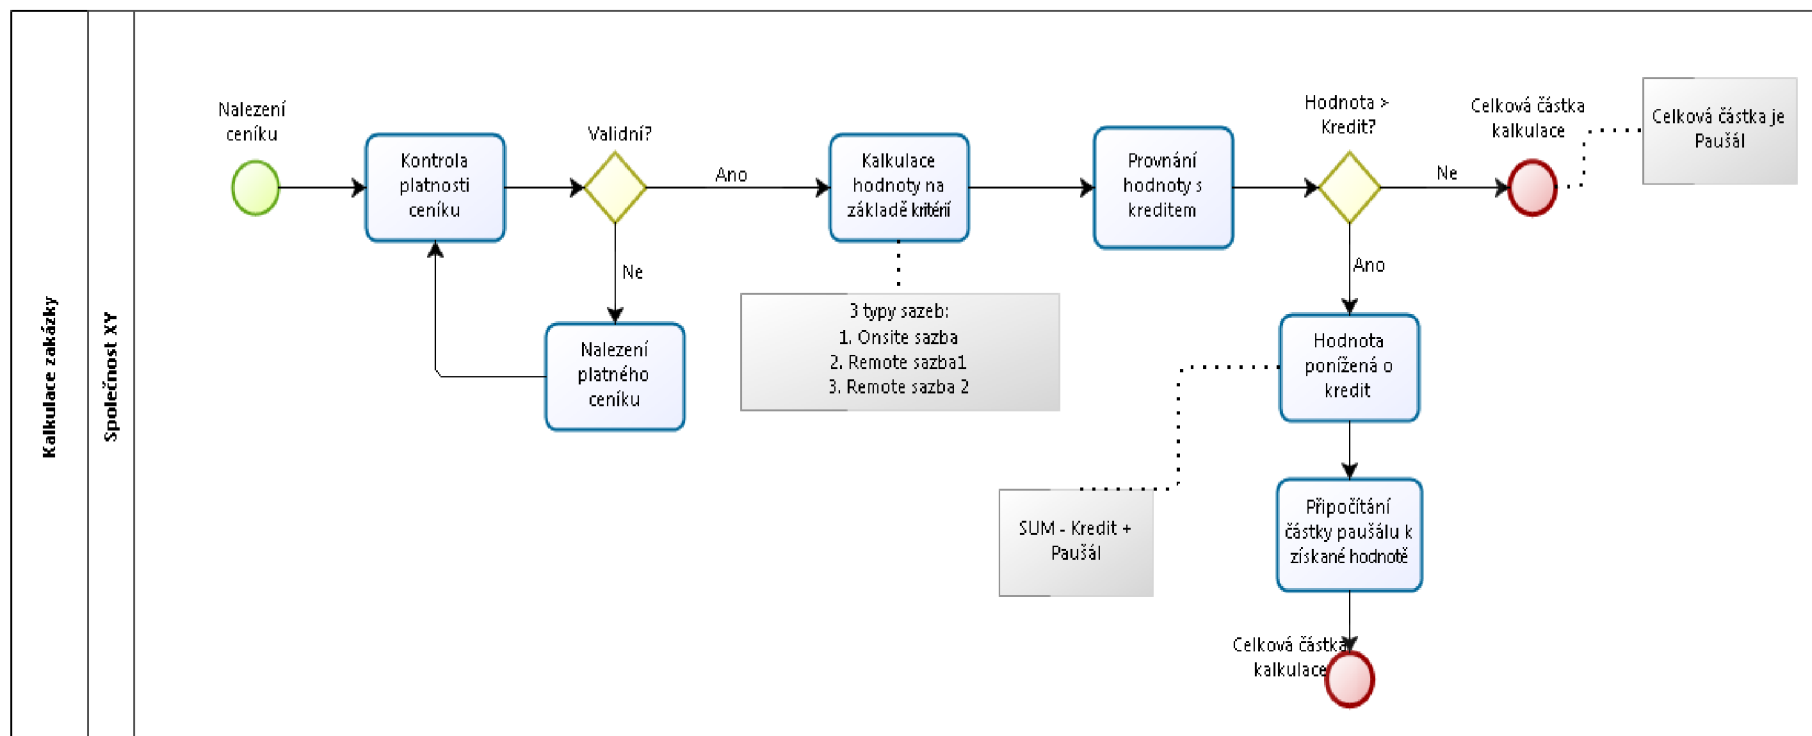 Kalkulace zakázky
Společnost XY
Nalezení
ceníku
Kontrola
platnosti
ceníku
Validní?
Ano
Ne
Nalezení
platného
ceníku
Kalkulace
hodnoty na
základě kritérií
3 typy sazeb:
1. Onsite sazba
2. Remote sazba1
3. Remote sazba 2
Provnání
hodnoty s
kreditem
Hodnota >
Kredit?
Ne
Celková částka
kalkulace
Celková částka je
Paušál
Ano
Hodnota
ponížená o
kredit
SUM - Kredit +
Paušál
Připočítání
částky paušálu k
získané hodnotě
Celková částka
kalkulace